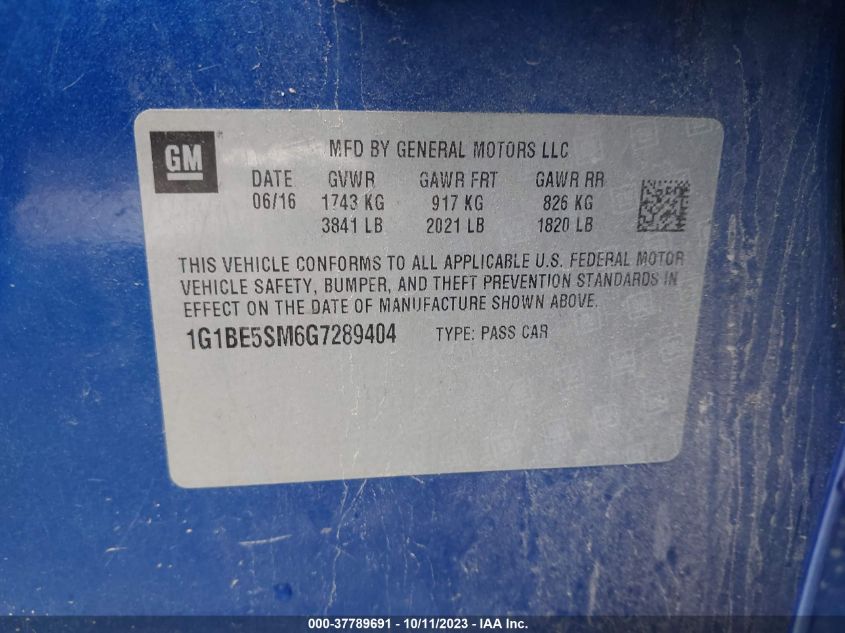 GM
MFD BY GENERAL MOTORS LLC
DATE GVWR GAWR FRT GAWR RR
06/16 1743 KG 917 KG 826 KG
3841 LB 2021 LB 1820 LB
THIS VEHICLE CONFORMS TO ALL APPLICABLE U.S. FEDERAL MOTOR
VEHICLE SAFETY, BUMPER, AND THEFT PREVENTION STANDARDS IN
EFFECT ON THE DATE OF MANUFACTURE SHOWN ABOVE.
1G1BE5SM6G7289404 TYPE: PASS CAR
000-37789691 - 10/11/2023 - IAA Inc.